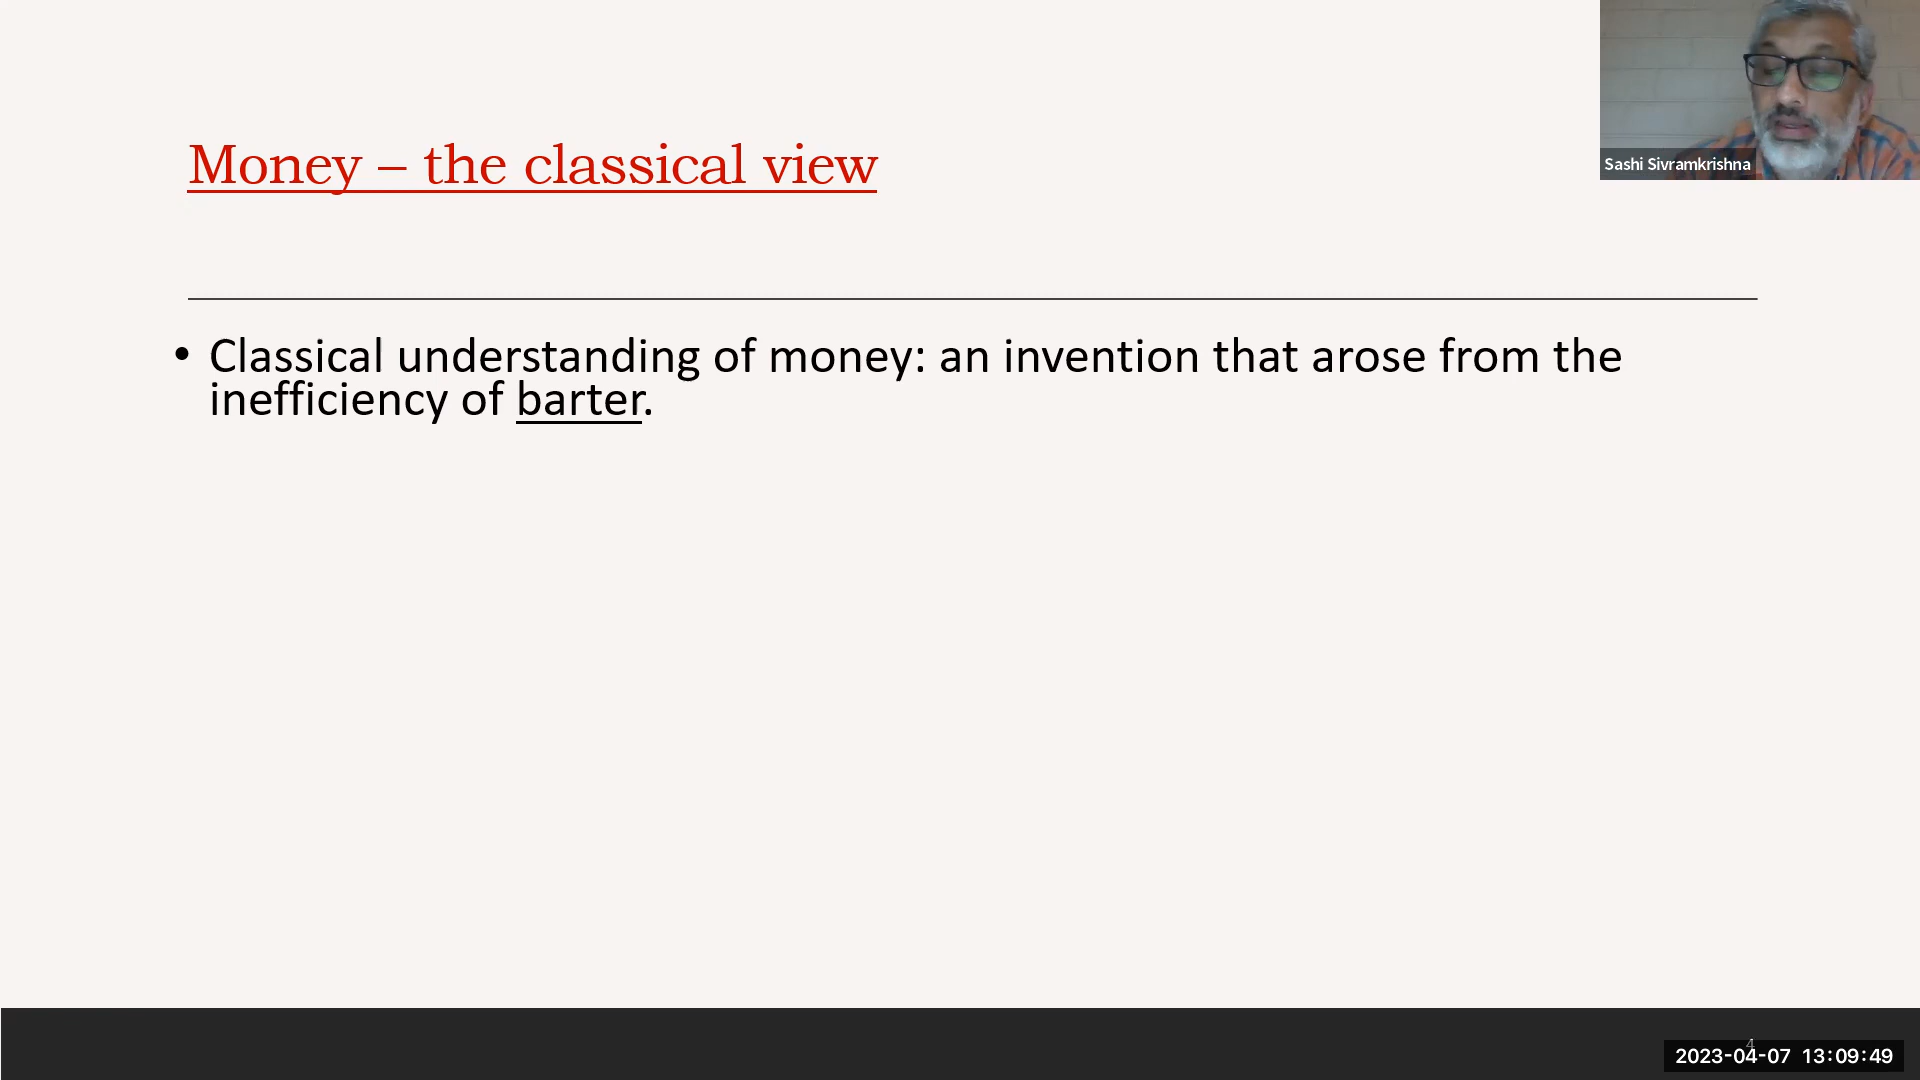 Money – the classical view
Sashi Sivramkrishna
• Classical understanding of money: an invention that arose from the
inefficiency of barter.
4
2023-04-07 13:09:49